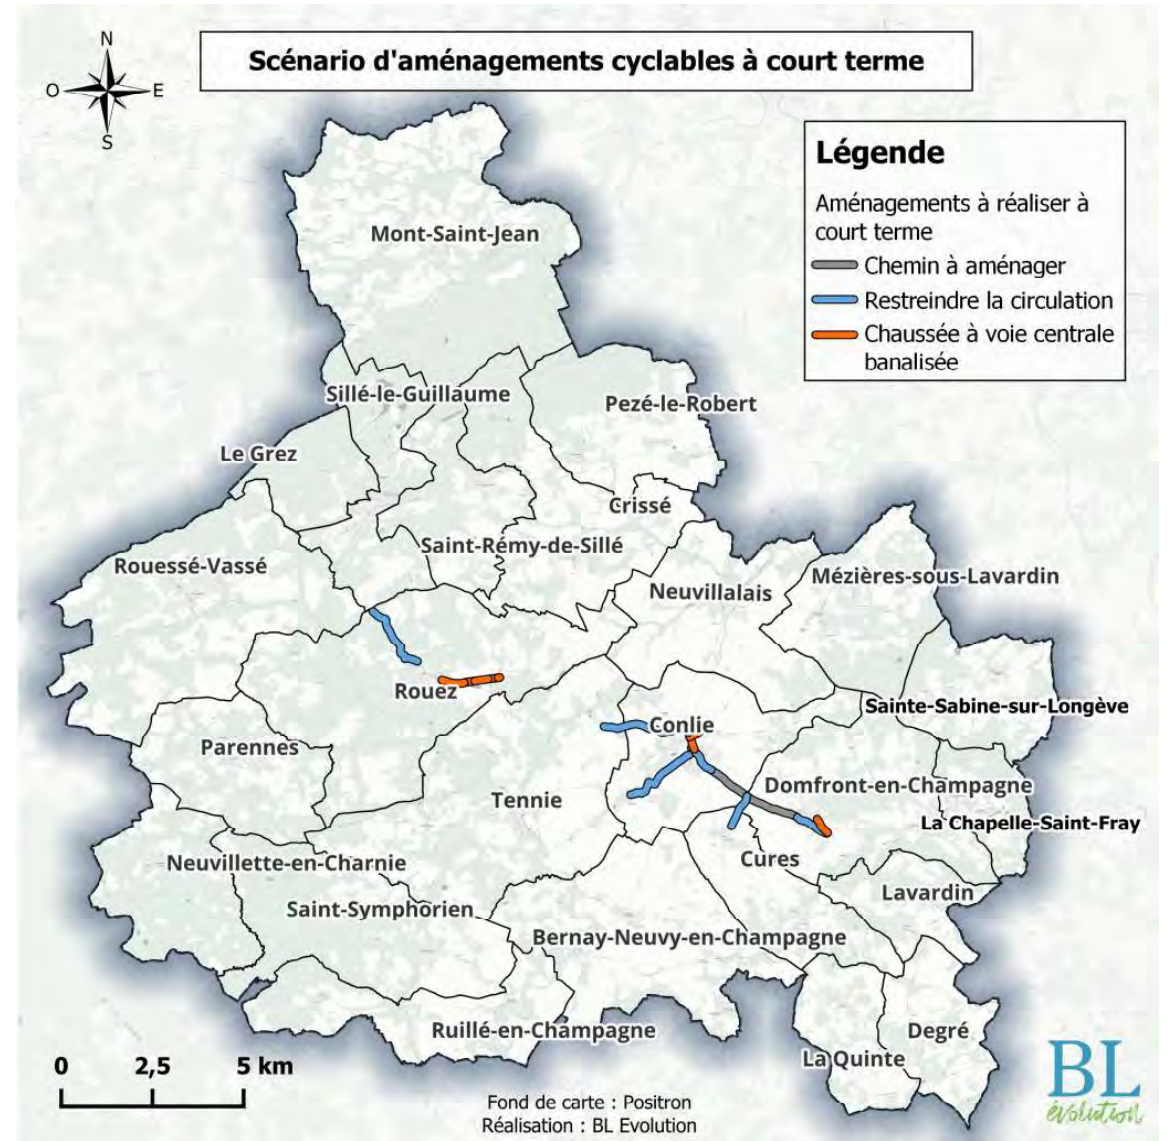 Scénario d'aménagements cyclables à court terme
N
O
E
S
Légende
Aménagements à réaliser à
court terme
Chemin à aménager
Restreindre la circulation
Chaussée à voie centrale
banalisée
Mont-Saint-Jean
Sillé-le-Guillaume
Pezé-le-Robert
Le Grez
Crissé
Saint-Rémy-de-Sillé
Rouessé-Vassé
Neuvillalais
Mézières-sous-Lavardin
Rouez
Sainte-Sabine-sur-Longève
Conlie
Parennes
Domfront-en-Champagne
Tennie
La Chapelle-Saint-Fray
Cures
Neuvillette-en-Charnie
Lavardin
Saint-Symphorien
Bernay-Neuvy-en-Champagne
Ruillé-en-Champagne
Degré
La Quinte
0 2,5 5 km
Fond de carte : Positron
Réalisation : BL Evolution
BL
évolution